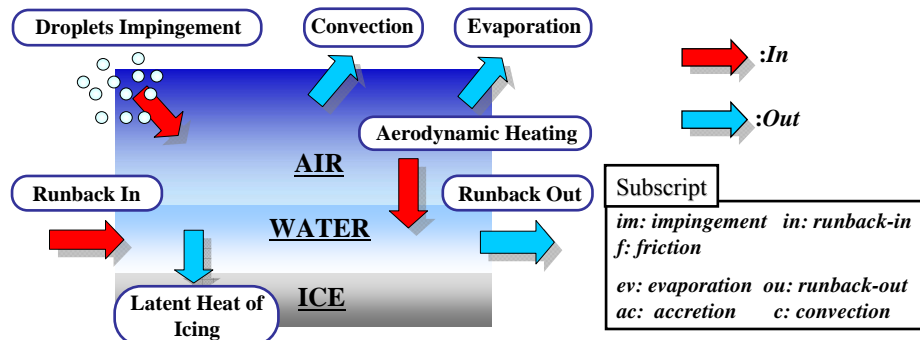 Droplets Impingement
Convection
Evaporation
:In
:Out
Aerodynamic Heating
AIR
Runback In
Runback Out
WATER
Latent Heat of
Icing
ICE
Subscript
im: impingement in: runback-in
f: friction
ev: evaporation ou: runback-out
ac: accretion c: convection